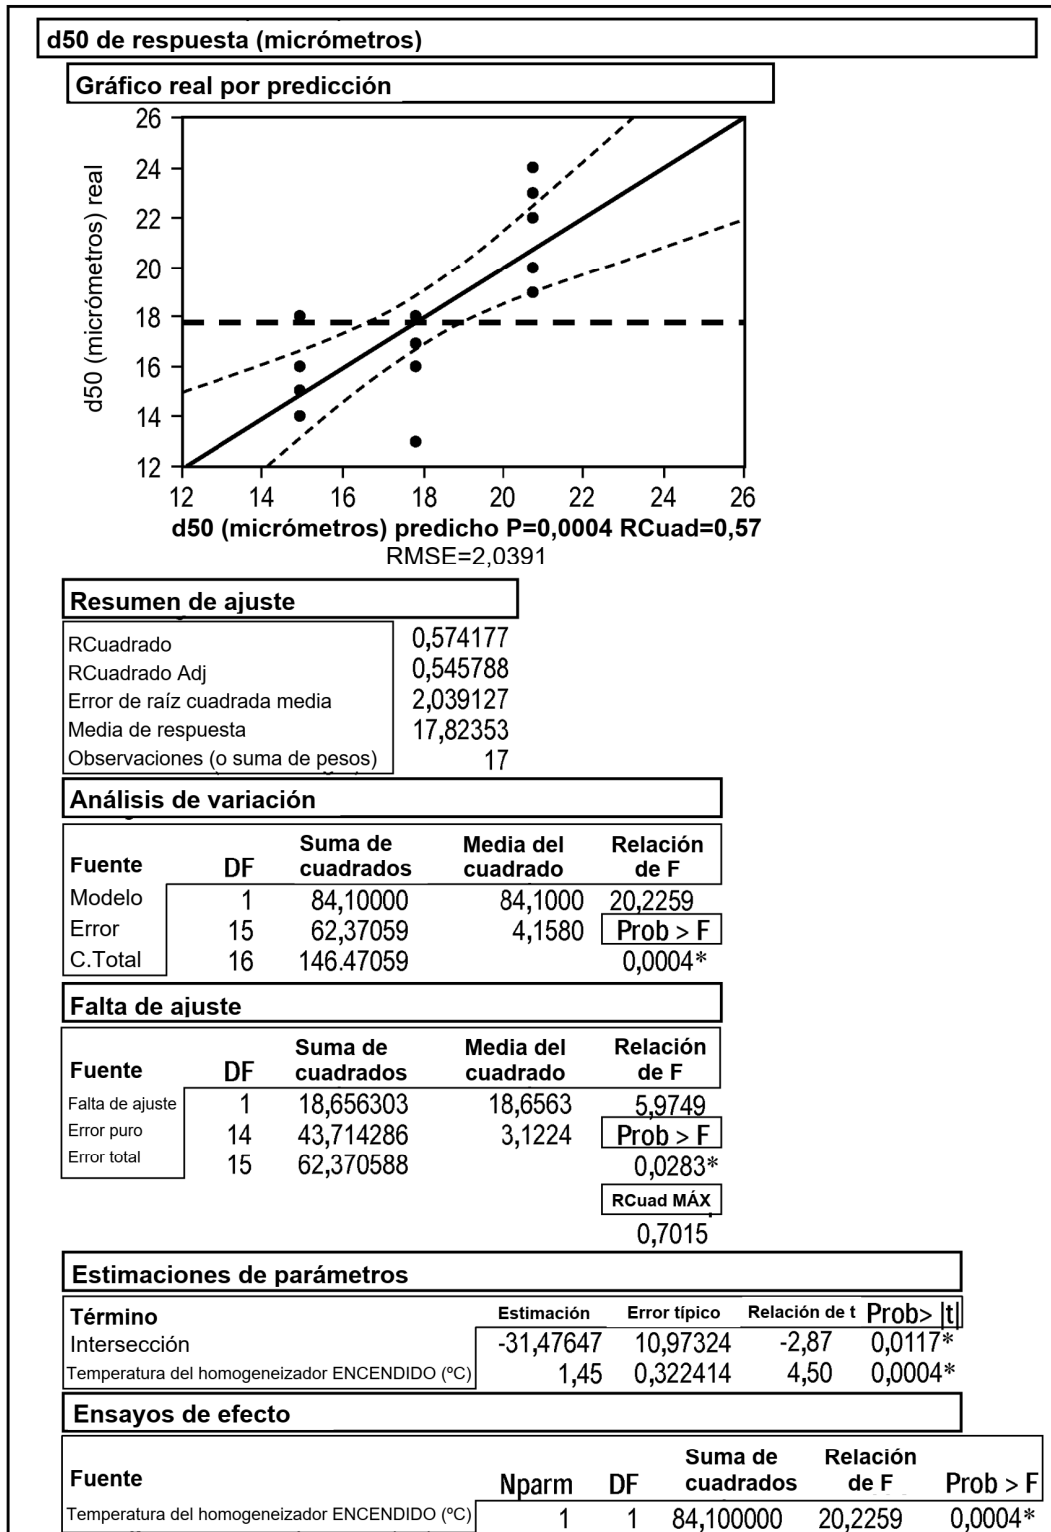 d50 de respuesta (micrómetros)
Gráfico real por predicción
d50 (micrómetros) real
26
24
22
20
18
16
14
12
12 14 16 18 20 22 24 26
d50 (micrómetros) predicho P=0,0004 RCuad=0,57
RMSE=2,0391
Resumen de ajuste
RCuadrado 0,574177
RCuadrado Adj 0,545788
Error de raíz cuadrada media 2,039127
Media de respuesta 17,82353
Observaciones (o suma de pesos) 17
Análisis de variación
Fuente DF Suma de cuadrados Media del cuadrado Relación de F
Modelo 1 84,10000 84,1000 20,2259
Error 15 62,37059 4,1580 Prob > F
C.Total 16 146.47059 0,0004*
Falta de ajuste
Fuente DF Suma de cuadrados Media del cuadrado Relación de F
Falta de ajuste 1 18,656303 18,6563 5,9749
Error puro 14 43,714286 3,1224 Prob > F
Error total 15 62,370588 0,0283*
RCuad MÁX
0,7015
Estimaciones de parámetros
Término Estimación Error típico Relación de t Prob> |t|
Intersección -31,47647 10,97324 -2,87 0,0117*
Temperatura del homogeneizador ENCENDIDO (ºC) 1,45 0,322414 4,50 0,0004*
Ensayos de efecto
Fuente Nparm DF Suma de cuadrados Relación de F Prob > F
Temperatura del homogeneizador ENCENDIDO (ºC) 1 1 84,100000 20,2259 0,0004*